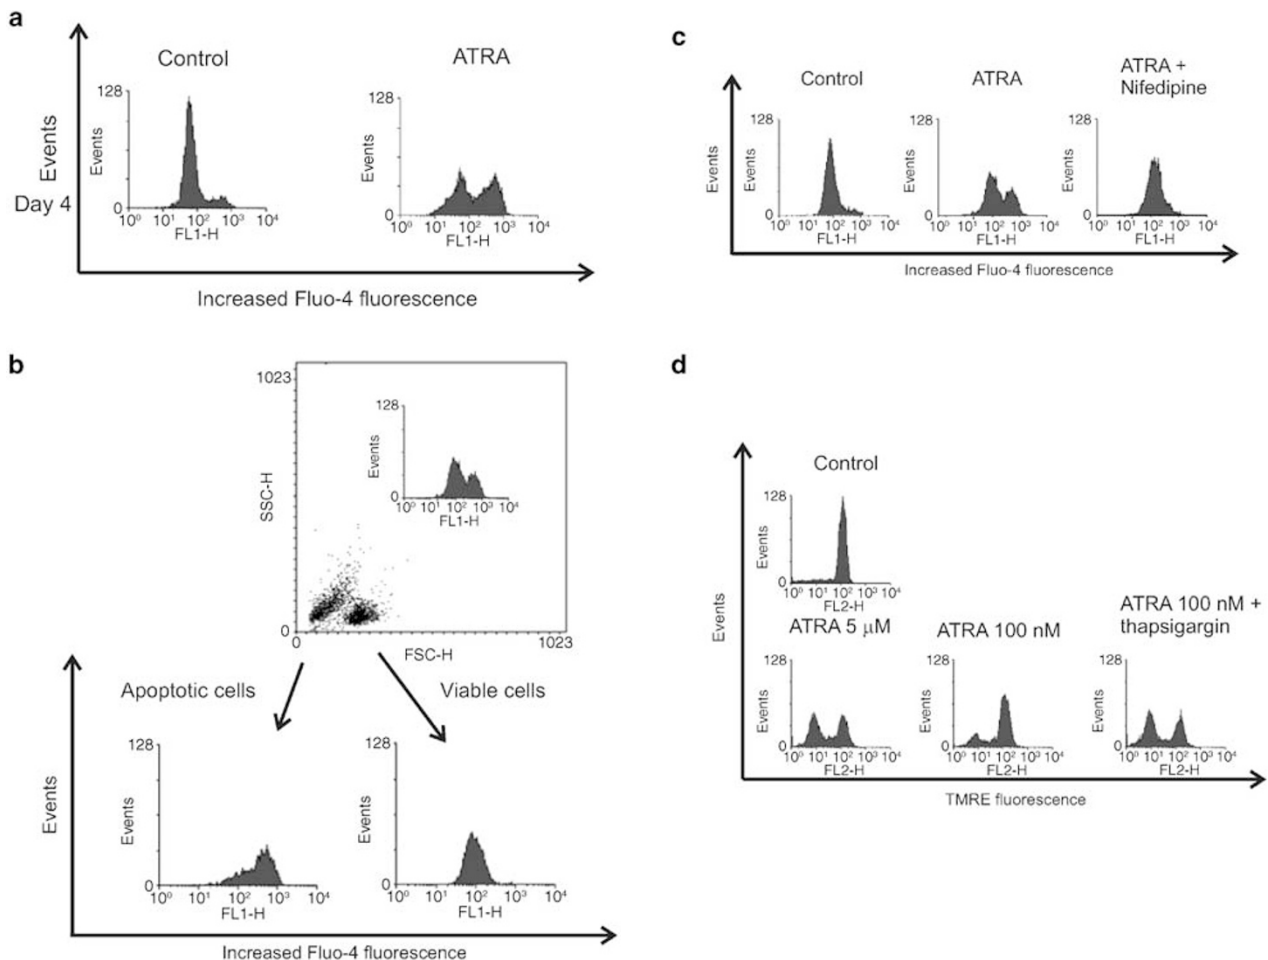 a
Control
ATRA
128
Events
0
10⁰ 10¹ 10² 10³ 10⁴
FL1-H
128
Events
0
10⁰ 10¹ 10² 10³ 10⁴
FL1-H
Events
Day 4
Increased Fluo-4 fluorescence
c
Control
ATRA
ATRA +
Nifedipine
Events
128
Events
0
10⁰ 10¹ 10² 10³ 10⁴
FL1-H
128
Events
0
10⁰ 10¹ 10² 10³ 10⁴
FL1-H
128
Events
0
10⁰ 10¹ 10² 10³ 10⁴
FL1-H
Increased Fluo-4 fluorescence
b
1023
SSC-H
0
0
FSC-H
1023
128
Events
0
10⁰ 10¹ 10² 10³ 10⁴
FL1-H
Apoptotic cells
Viable cells
Events
128
Events
0
10⁰ 10¹ 10² 10³ 10⁴
FL1-H
128
Events
0
10⁰ 10¹ 10² 10³ 10⁴
FL1-H
Increased Fluo-4 fluorescence
d
Control
128
Events
0
10⁰ 10¹ 10² 10³ 10⁴
FL2-H
Events
ATRA 5 µM
128
Events
0
10⁰ 10¹ 10² 10³ 10⁴
FL2-H
ATRA 100 nM
128
Events
0
10⁰ 10¹ 10² 10³ 10⁴
FL2-H
ATRA 100 nM +
thapsigargin
128
Events
0
10⁰ 10¹ 10² 10³ 10⁴
FL2-H
TMRE fluorescence